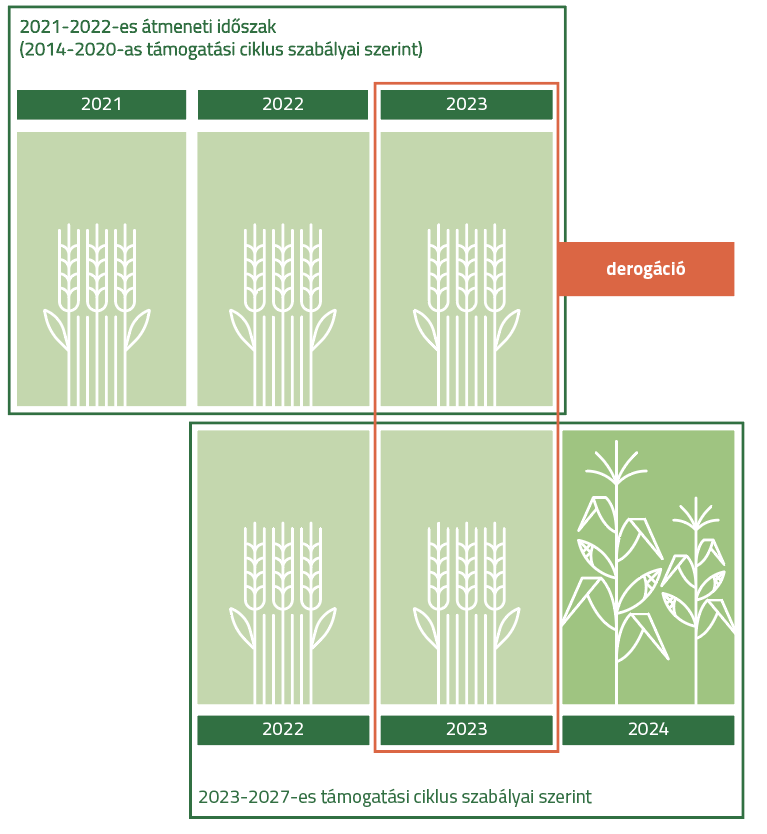 2021-2022-es átmeneti időszak
(2014-2020-as támogatási ciklus szabályai szerint)
2021
2022
2023
derogáció
2022
2023
2024
2023-2027-es támogatási ciklus szabályai szerint